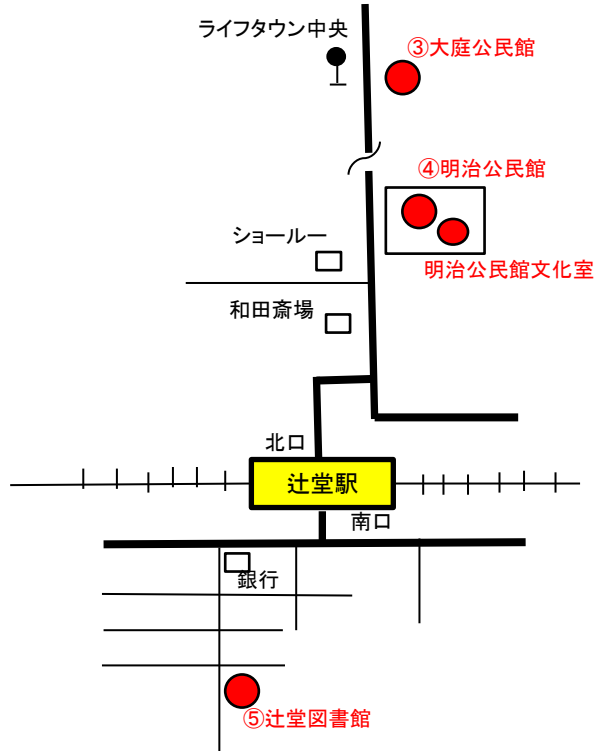 ライフタウン中央
③大庭公民館
④明治公民館
ショールー
明治公民館文化室
和田斎場
北口
辻堂駅
南口
銀行
⑤辻堂図書館